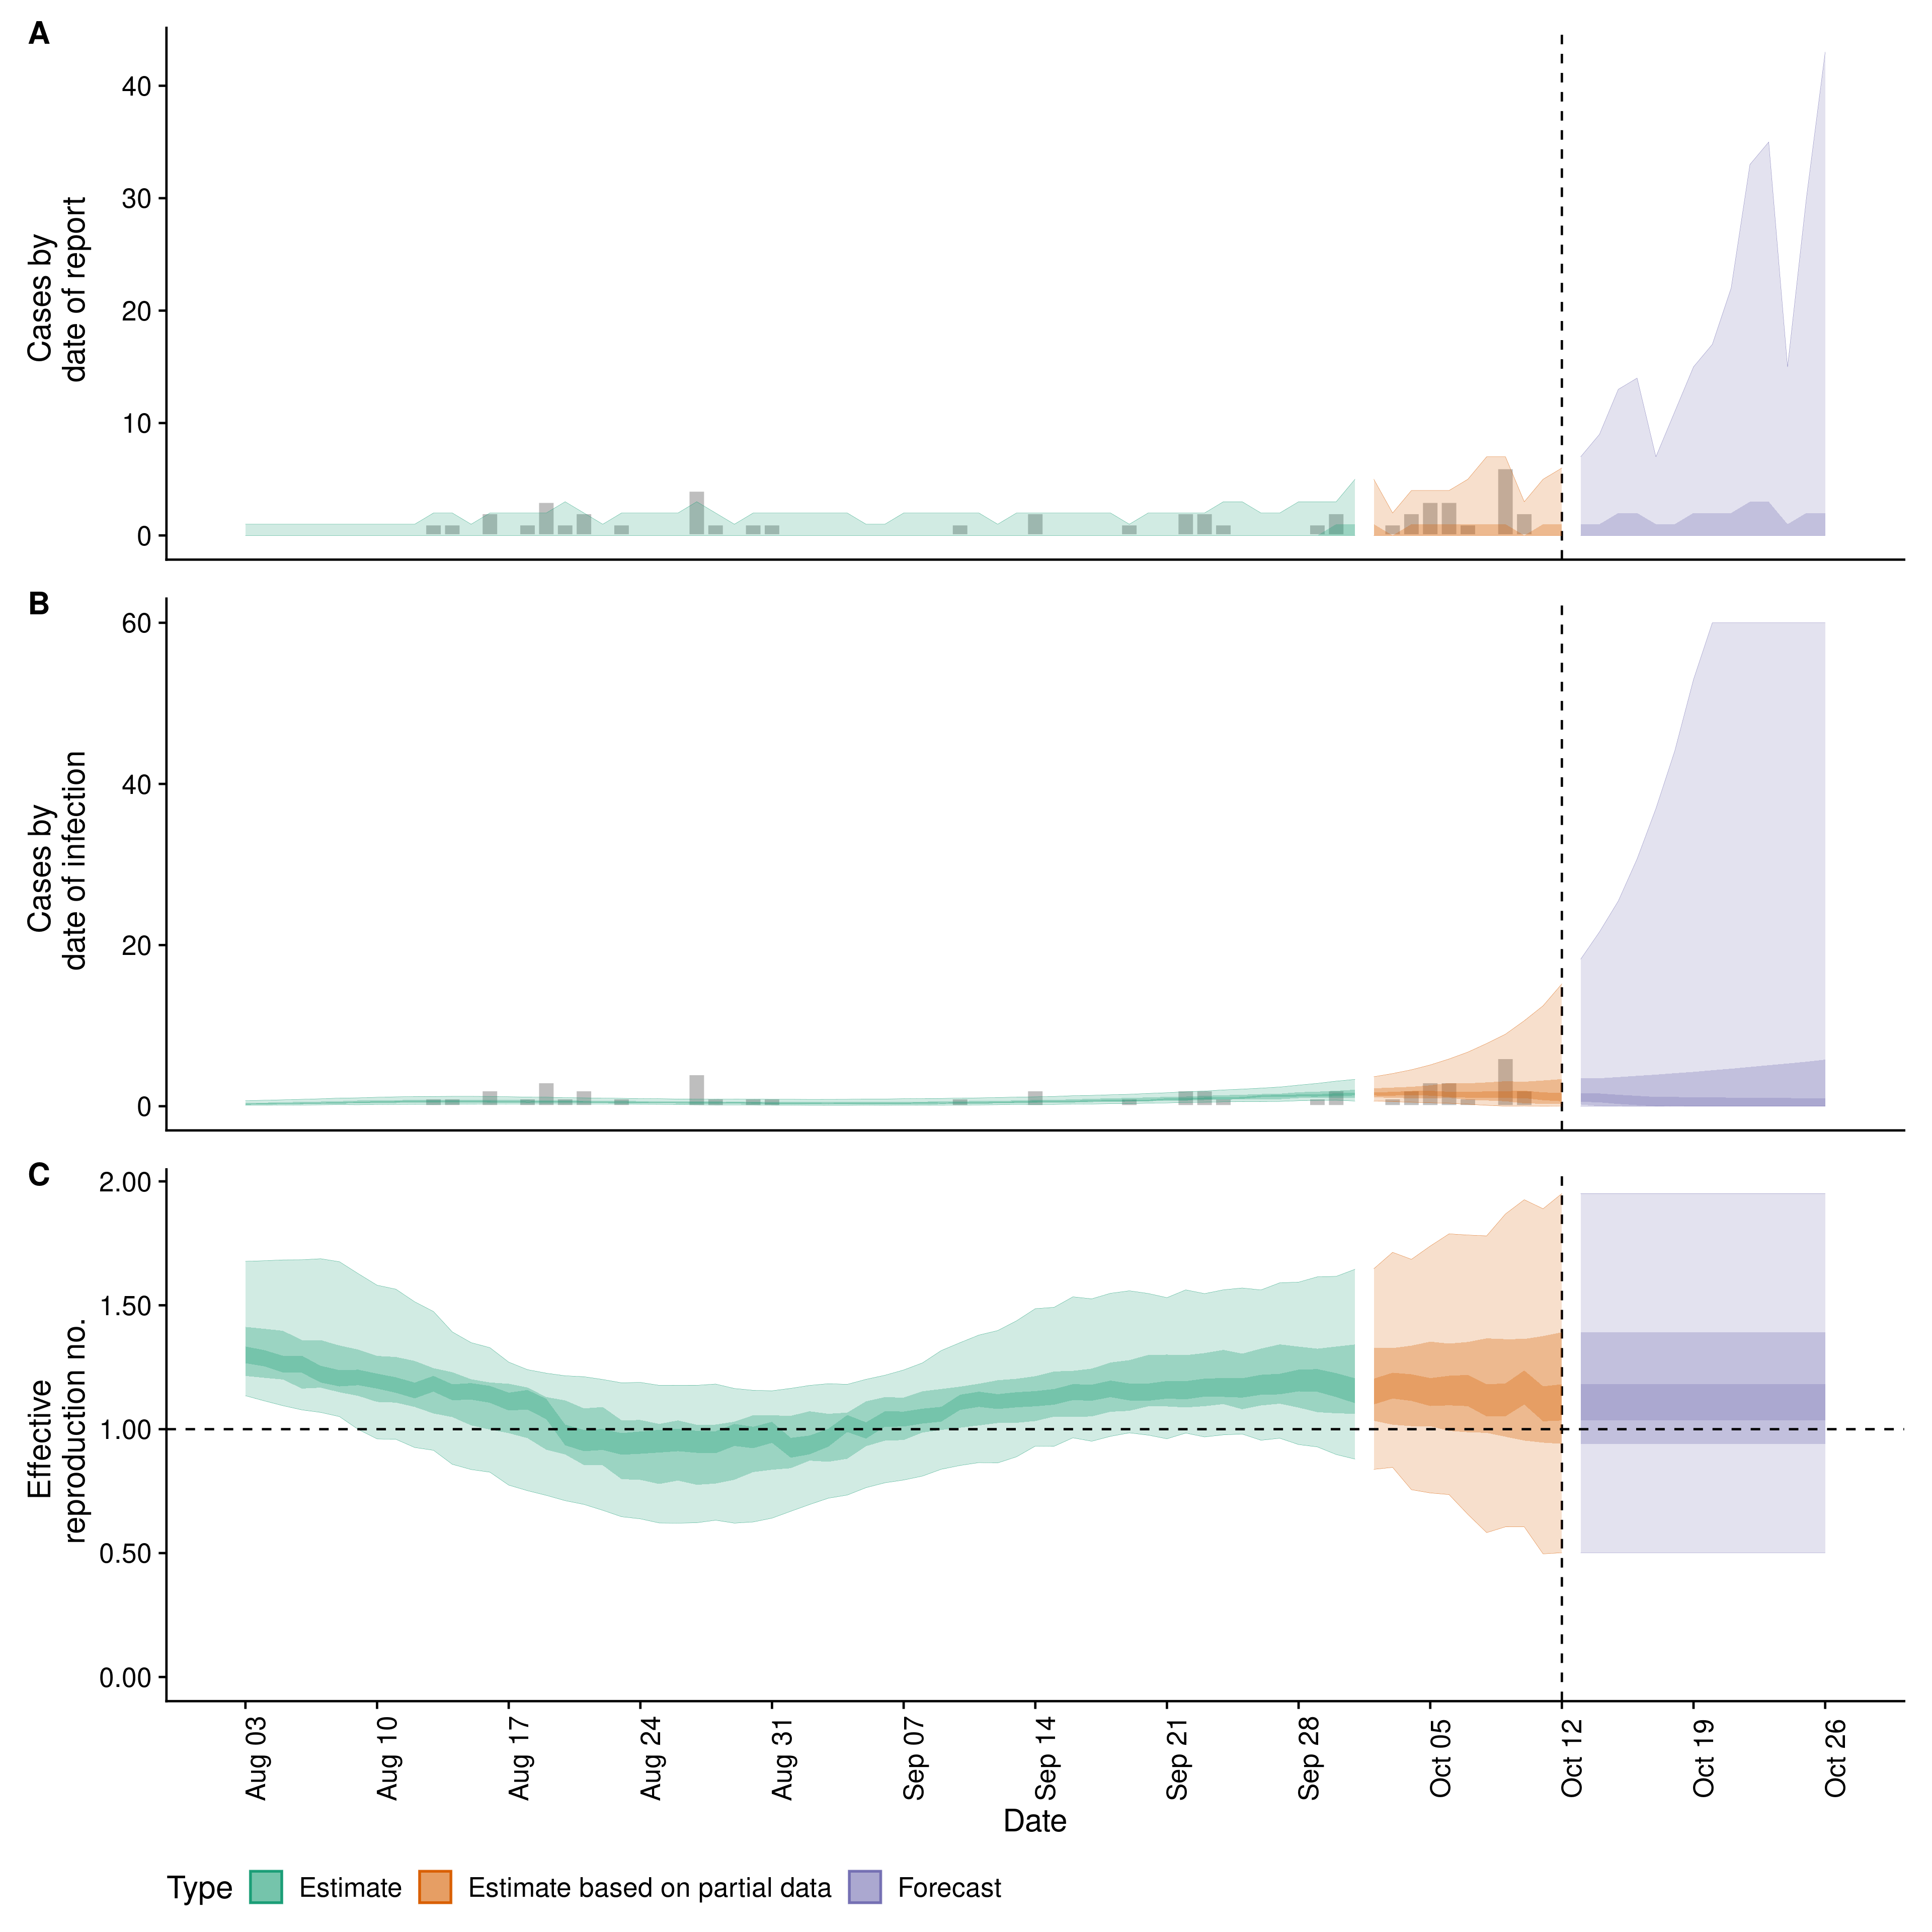 A
Cases by
date of report
40
30
20
10
0
B
Cases by
date of infection
60
40
20
0
C
Effective
reproduction no.
2.00
1.50
1.00
0.50
0.00
Aug 03
Aug 10
Aug 17
Aug 24
Aug 31
Sep 07
Sep 14
Sep 21
Sep 28
Oct 05
Oct 12
Oct 19
Oct 26
Date
Type Estimate Estimate based on partial data Forecast